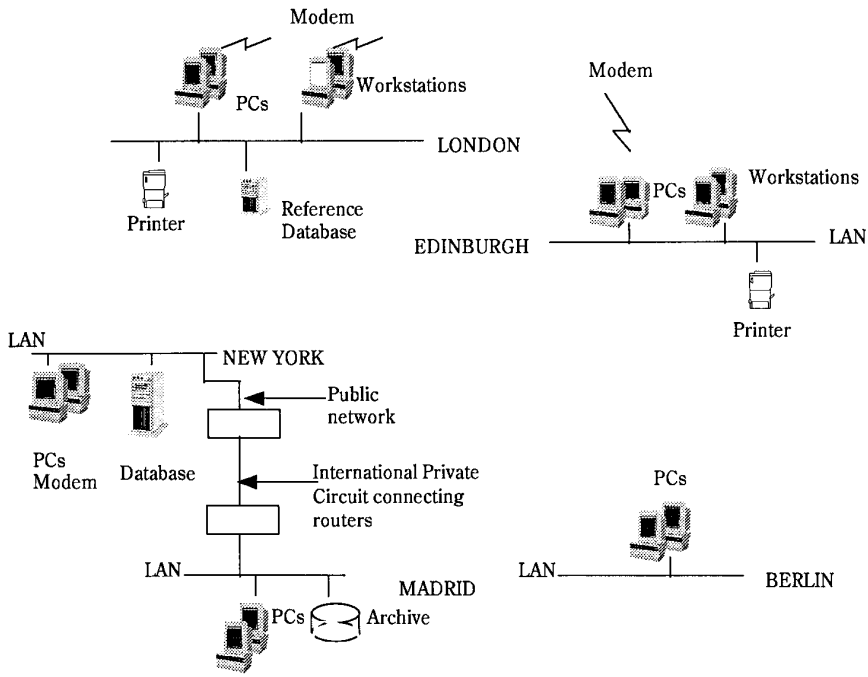 Modem
PCs
Workstations
LONDON
Printer
Reference
Database
Modem
PCs
Workstations
EDINBURGH
LAN
Printer
LAN
NEW YORK
Public
network
PCs
Modem
Database
International Private
Circuit connecting
routers
LAN
MADRID
PCs
Archive
PCs
LAN
BERLIN